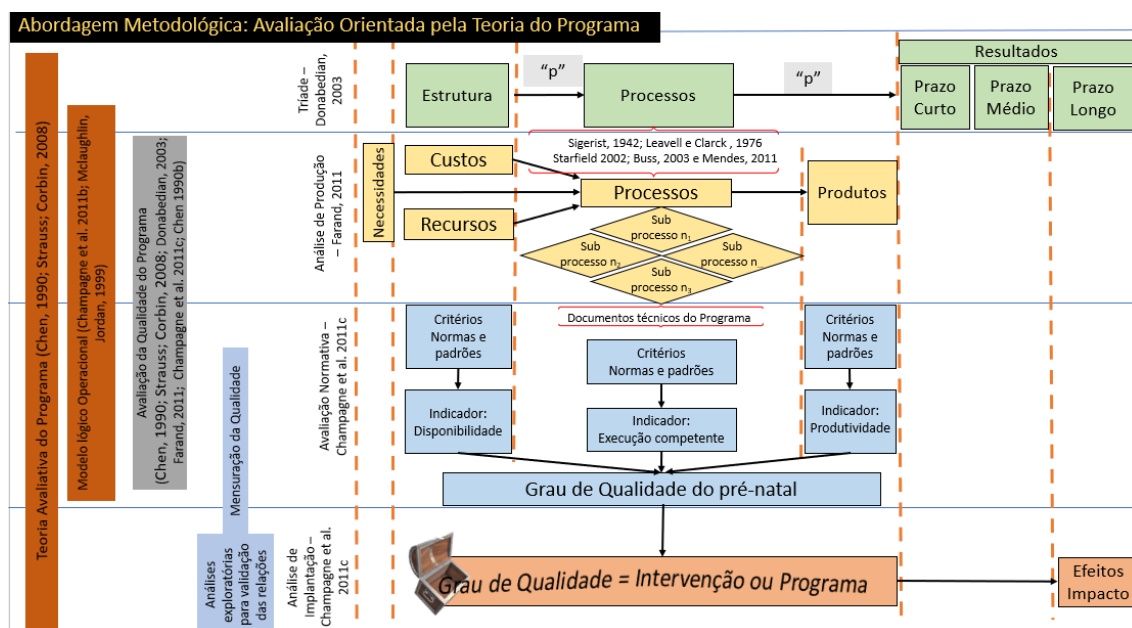 Abordagem Metodológica: Avaliação Orientada pela Teoria do Programa
Teoria Avaliativa do Programa (Chen, 1990; Strauss; Corbin, 2008)
Modelo lógico Operacional (Champagne et al. 2011b; Mclaughlin,
Jordan, 1999)
Avaliação da Qualidade do Programa
(Chen, 1990; Strauss; Corbin, 2008; Donabedian, 2003;
Farand, 2011; Champagne et al. 2011c; Chen 1990b)
Mensuração da Qualidade
Análises
exploratórias
para validação
das relações
Tríade –
Donabedian,
2003
Estrutura
"p"
Processos
"p"
Resultados
Prazo
Curto
Prazo
Médio
Prazo
Longo
Análise de Produção
– Farand, 2011
Necessidades
Custos
Recursos
Sigerist, 1942; Leavell e Clarck , 1976
Starfield 2002; Buss, 2003 e Mendes, 2011
Processos
Produtos
Sub
processo n1
Sub
processo n2
Sub
processo n
Sub
processo n3
Avaliação Normativa –
Champagne et al. 2011c
Documentos técnicos do Programa
Critérios
Normas e
padrões
Critérios
Normas e padrões
Critérios
Normas e
padrões
Indicador:
Disponibilidade
Indicador:
Execução competente
Indicador:
Produtividade
Grau de Qualidade do pré-natal
Análise de
Implantação –
Champagne et al.
2011c
Grau de Qualidade = Intervenção ou Programa
Efeitos
Impacto